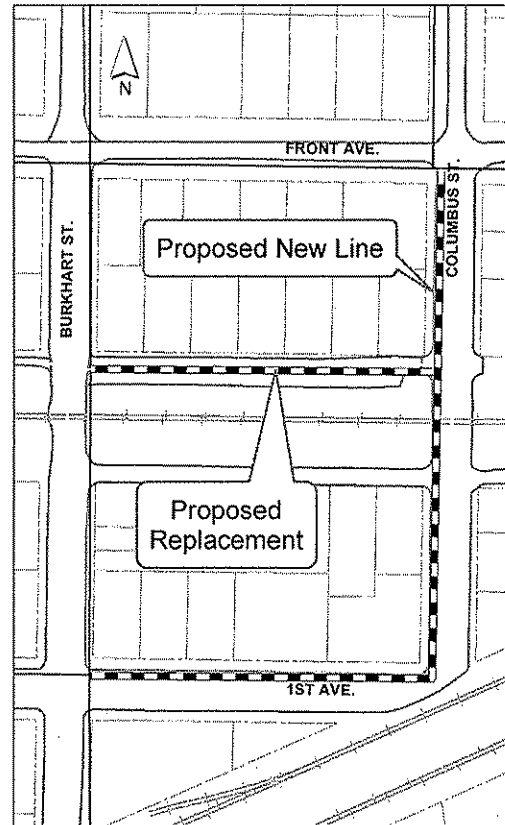 N
FRONT AVE.
COLUMBUS ST.
BURKHART ST.
Proposed New Line
Proposed
Replacement
1ST AVE.